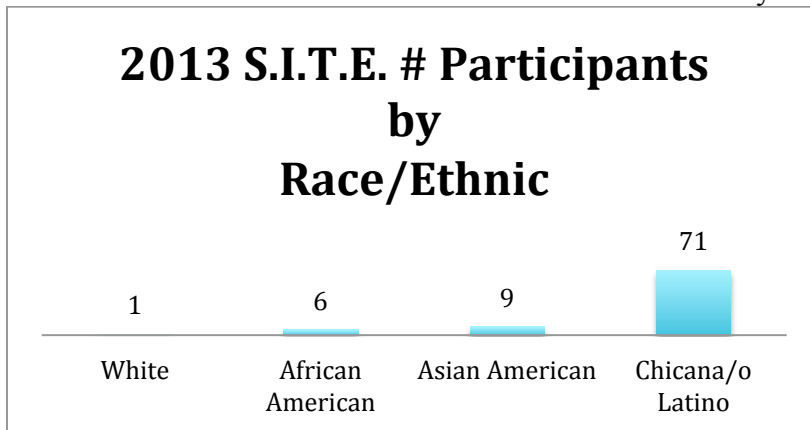 2013 S.I.T.E. # Participants
by
Race/Ethnic
71
1 6 9
White African Asian American Chicana/o
American Latino